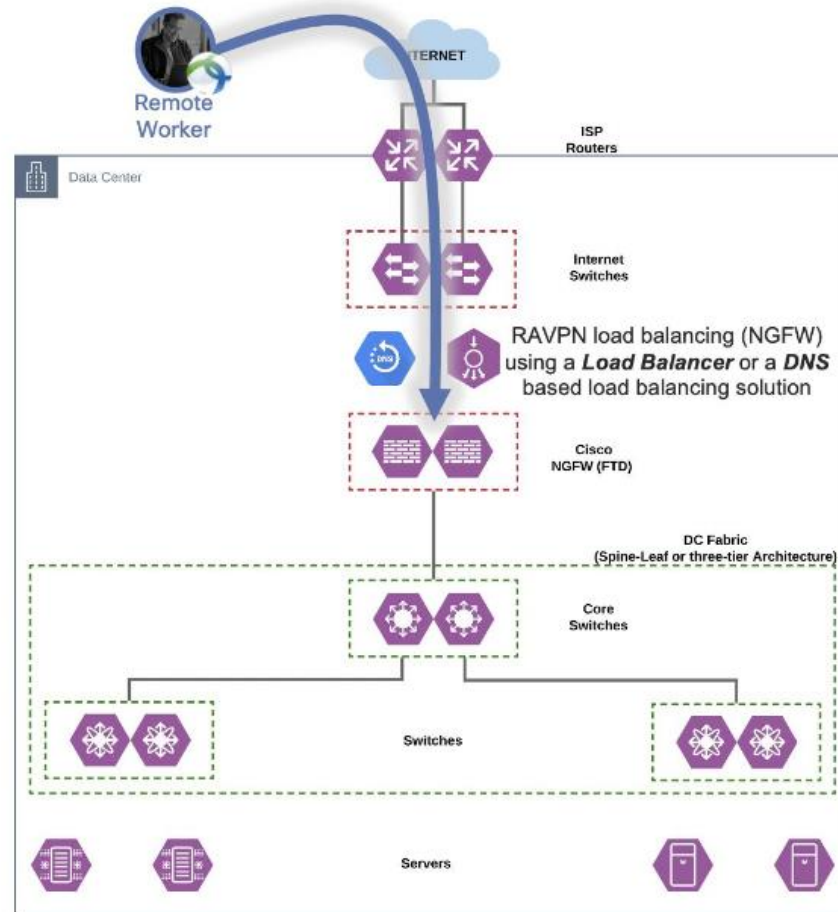 INTERNET
Remote
Worker
ISP
Routers
Data Center
Internet
Switches
DNS
RAVPN load balancing (NGFW)
using a Load Balancer or a DNS
based load balancing solution
Cisco
NGFW (FTD)
DC Fabric
(Spine-Leaf or three-tier Architecture)
Core
Switches
Switches
Servers